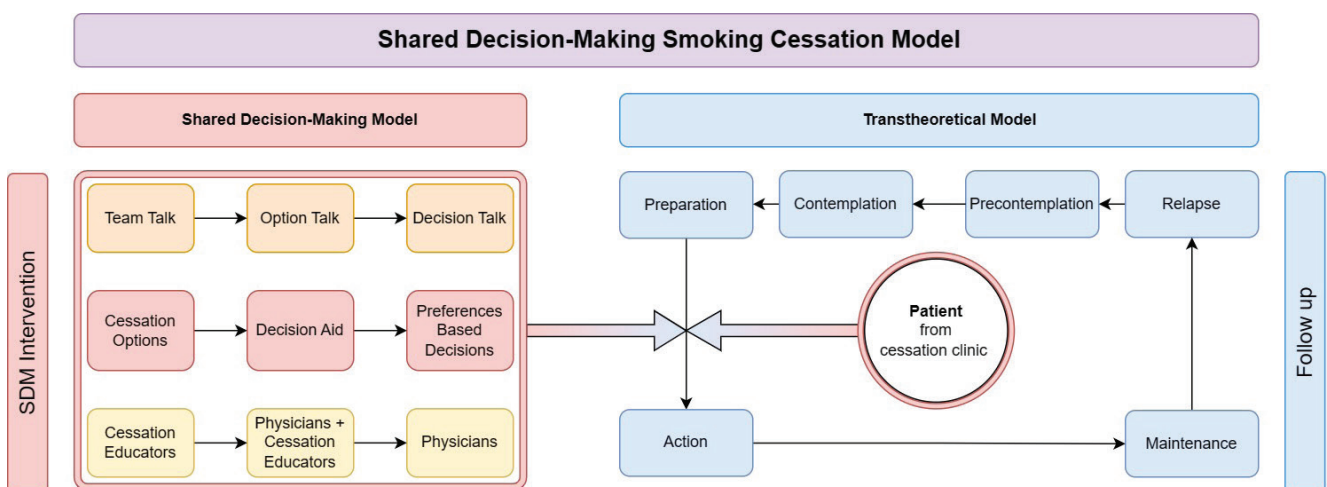 Shared Decision-Making Smoking Cessation Model
Shared Decision-Making Model
Transtheoretical Model
SDM Intervention
Team Talk
Option Talk
Decision Talk
Cessation
Options
Decision Aid
Preferences
Based
Decisions
Cessation
Educators
Physicians +
Cessation
Educators
Physicians
Preparation
Contemplation
Precontemplation
Relapse
Patient
from
cessation clinic
Action
Maintenance
Follow up